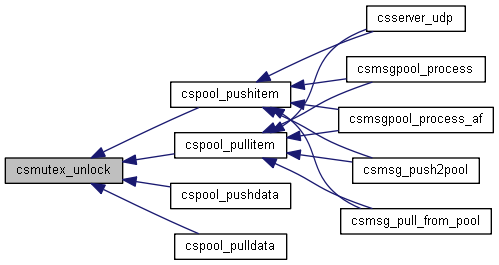 csmutex_unlock
cspool_pushitem
cspool_pullitem
cspool_pushdata
cspool_pulldata
csserver_udp
csmsgpool_process
csmsgpool_process_af
csmsg_push2pool
csmsg_pull_from_pool